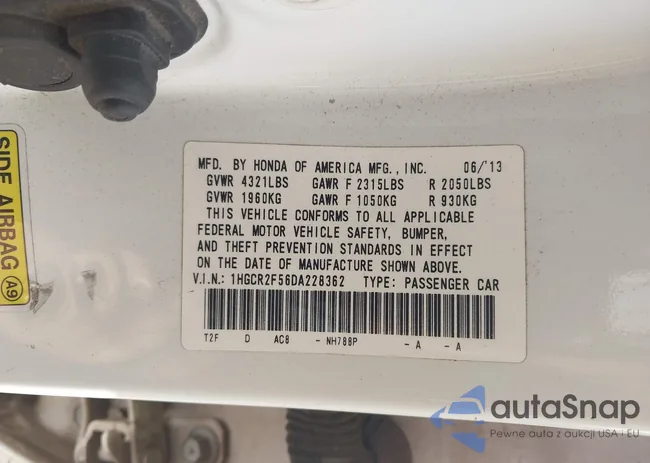 SIDE AIRBAG
A9
MFD. BY HONDA OF AMERICA MFG., INC. 06/'13
GVWR 4321LBS GAWR F 2315LBS R 2050LBS
GVWR 1960KG GAWR F 1050KG R 930KG
THIS VEHICLE CONFORMS TO ALL APPLICABLE
FEDERAL MOTOR VEHICLE SAFETY, BUMPER,
AND THEFT PREVENTION STANDARDS IN EFFECT
ON THE DATE OF MANUFACTURE SHOWN ABOVE.
V.I.N.: 1HGCR2F56DA228362 TYPE: PASSENGER CAR
T2F D AC8 - NH788P - A - A
autaSnap
Pewne auta z aukcji USA i EU